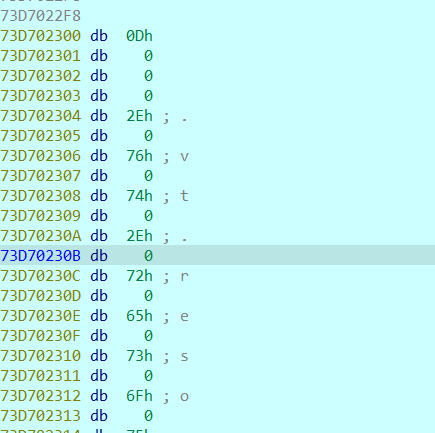 73D7022F8
73D702300 db 0Dh
73D702301 db 0
73D702302 db 0
73D702303 db 0
73D702304 db 2Eh ; .
73D702305 db 0
73D702306 db 76h ; v
73D702307 db 0
73D702308 db 74h ; t
73D702309 db 0
73D70230A db 2Eh ; .
73D70230B db 0
73D70230C db 72h ; r
73D70230D db 0
73D70230E db 65h ; e
73D70230F db 0
73D702310 db 73h ; s
73D702311 db 0
73D702312 db 6Fh ; o
73D702313 db 0